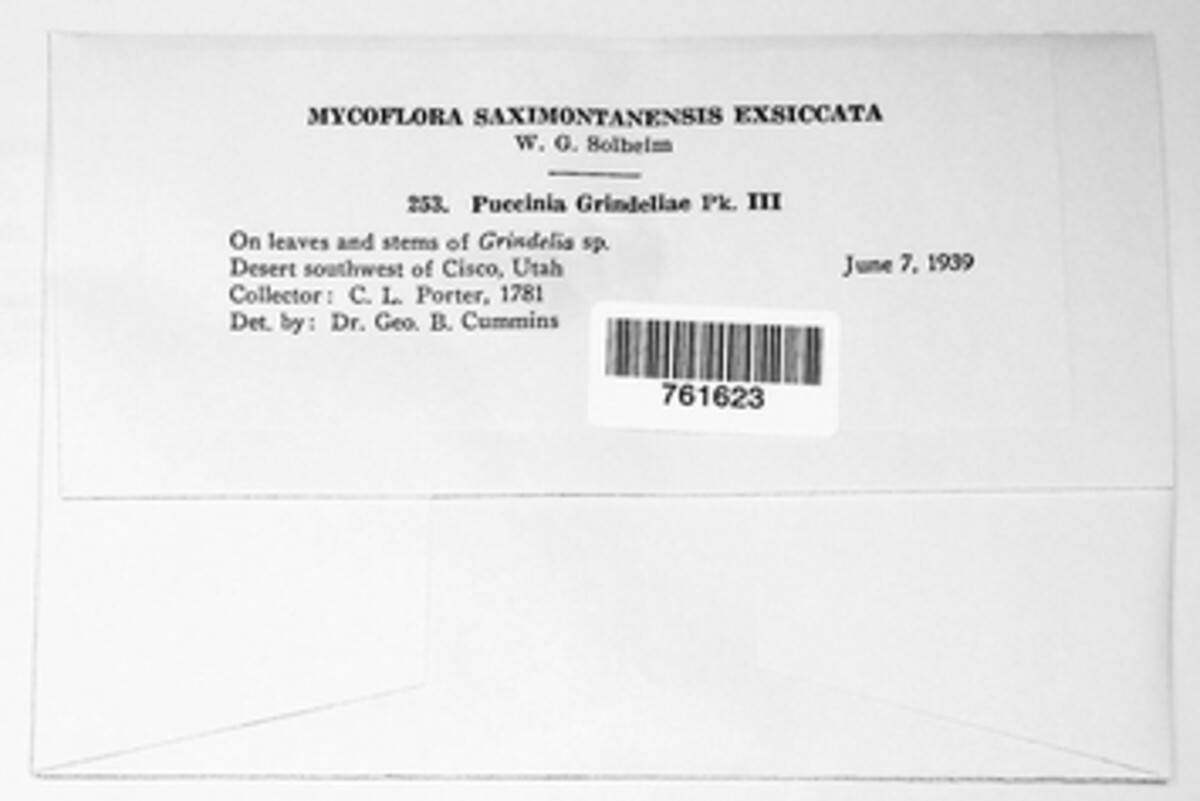 MYCOFLORA SAXIMONTANENSIS EXSICCATA
W. G. Solheim
253. Puccinia Grindeliae Pk. III
On leaves and stems of Grindelia sp.
Desert southwest of Cisco, Utah
June 7, 1939
Collector: C. L. Porter, 1781
Det. by: Dr. Geo. B. Cummins
761623